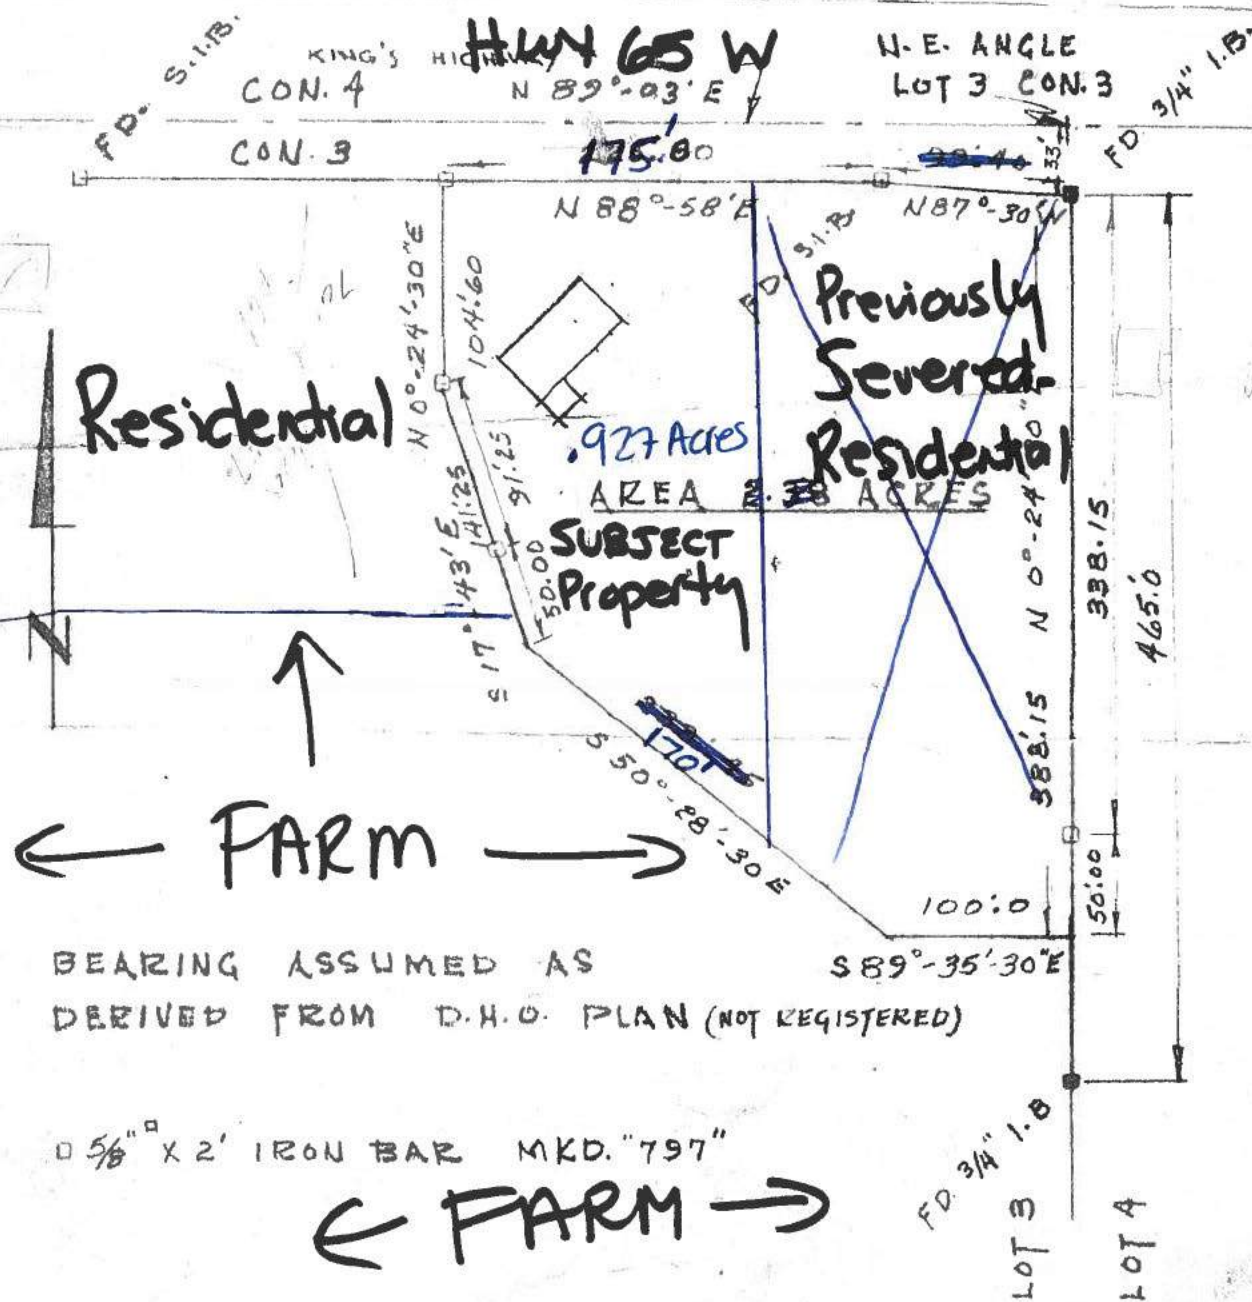 HWY 65 W
KING'S HIGHWAY
N 89°-03' E
CON. 4
FD. S.I.B.
CON. 3
175'
N.E. ANGLE
LOT 3 CON. 3
FD 3/4" I.B.
33'
N 88°-58' E
N 87°-30' W
FD. S.I.B.
N 0°-24'-30" E
104.60
Residential
Previously
Severed
Residential
.927 Acres
AREA ACRES
91.25
41.25
50.00
S 17°-43' E
SUBJECT
Property
N 0°-24'
388.15
338.15
465.0
50.00
N
170'
S 50°-28'-30 E
FARM
100.0
S 89°-35'-30" E
BEARING ASSUMED AS
DERIVED FROM D.H.O. PLAN (NOT REGISTERED)
□ 5/8" □ X 2' IRON BAR MKD. "797"
FARM
FD. 3/4" I.B
LOT 3
LOT 4